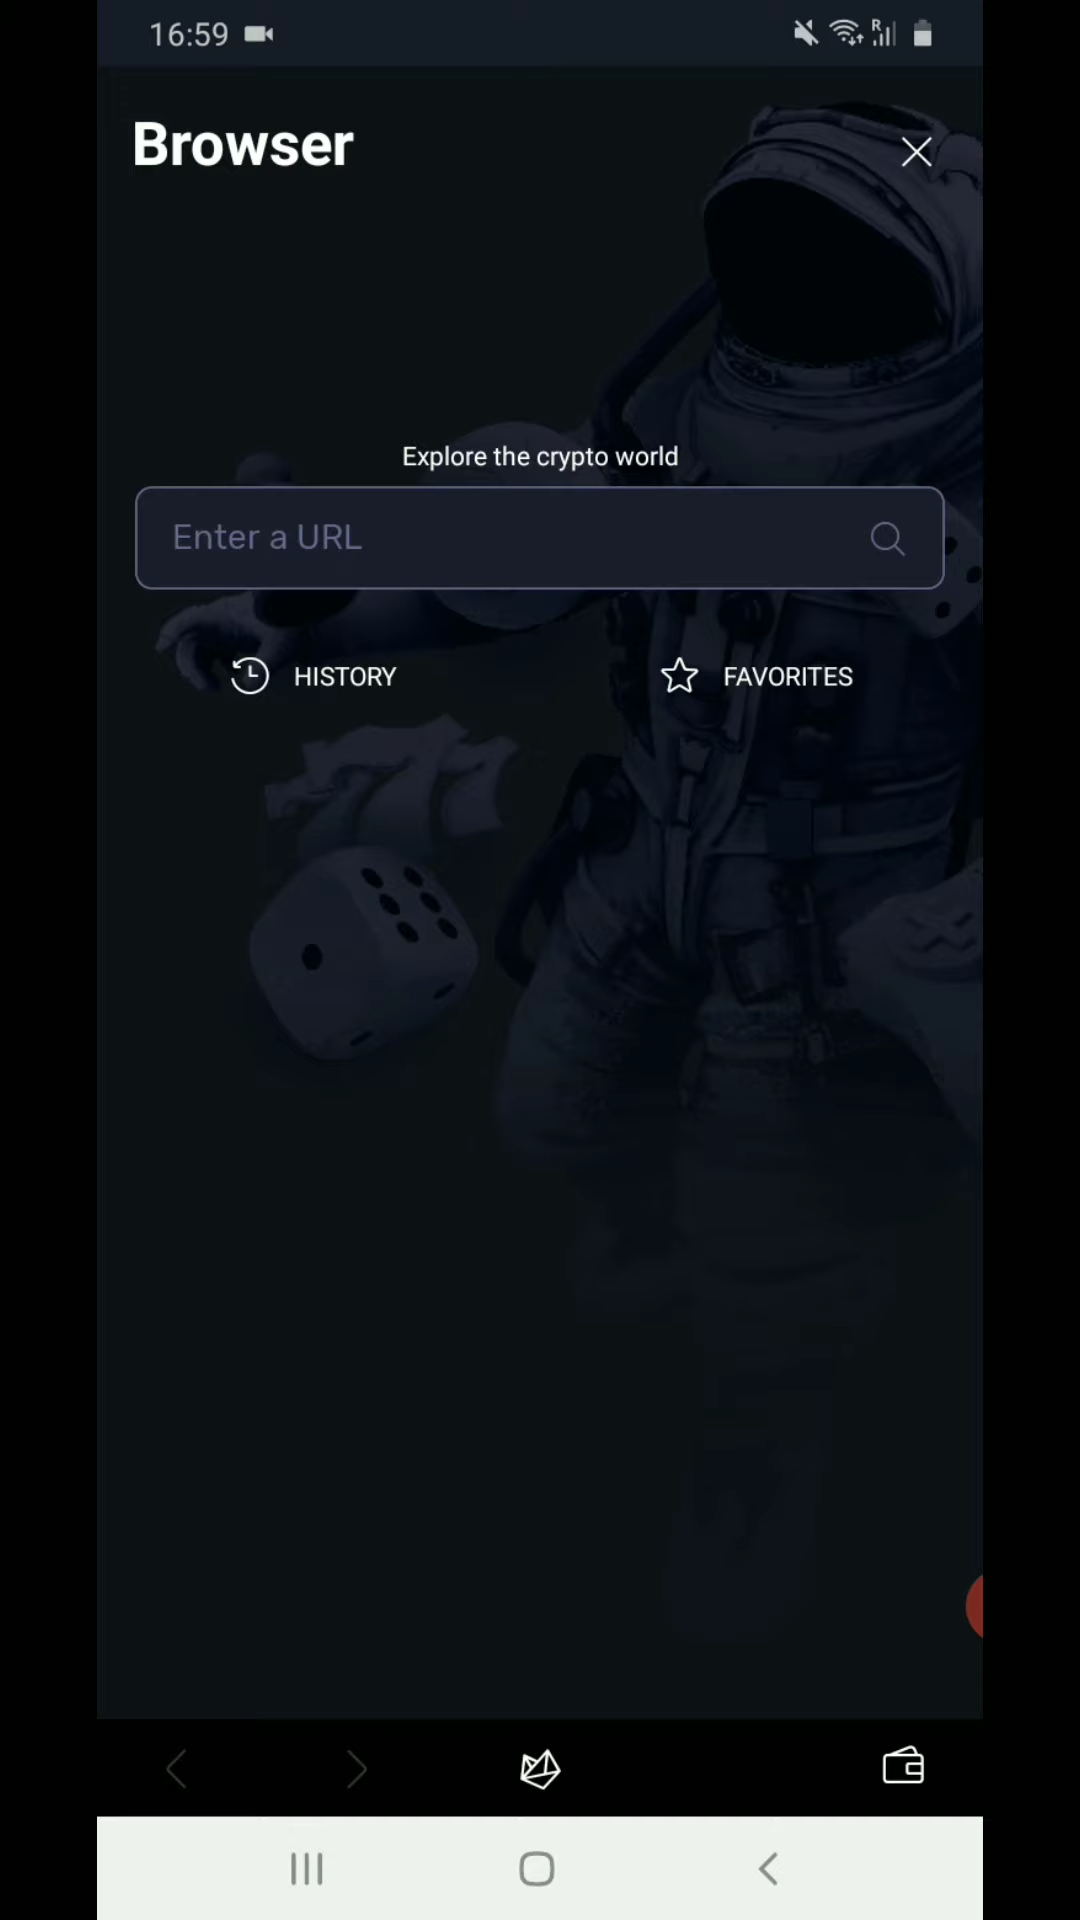 16:59
R
Browser
Explore the crypto world
Enter a URL
HISTORY
FAVORITES